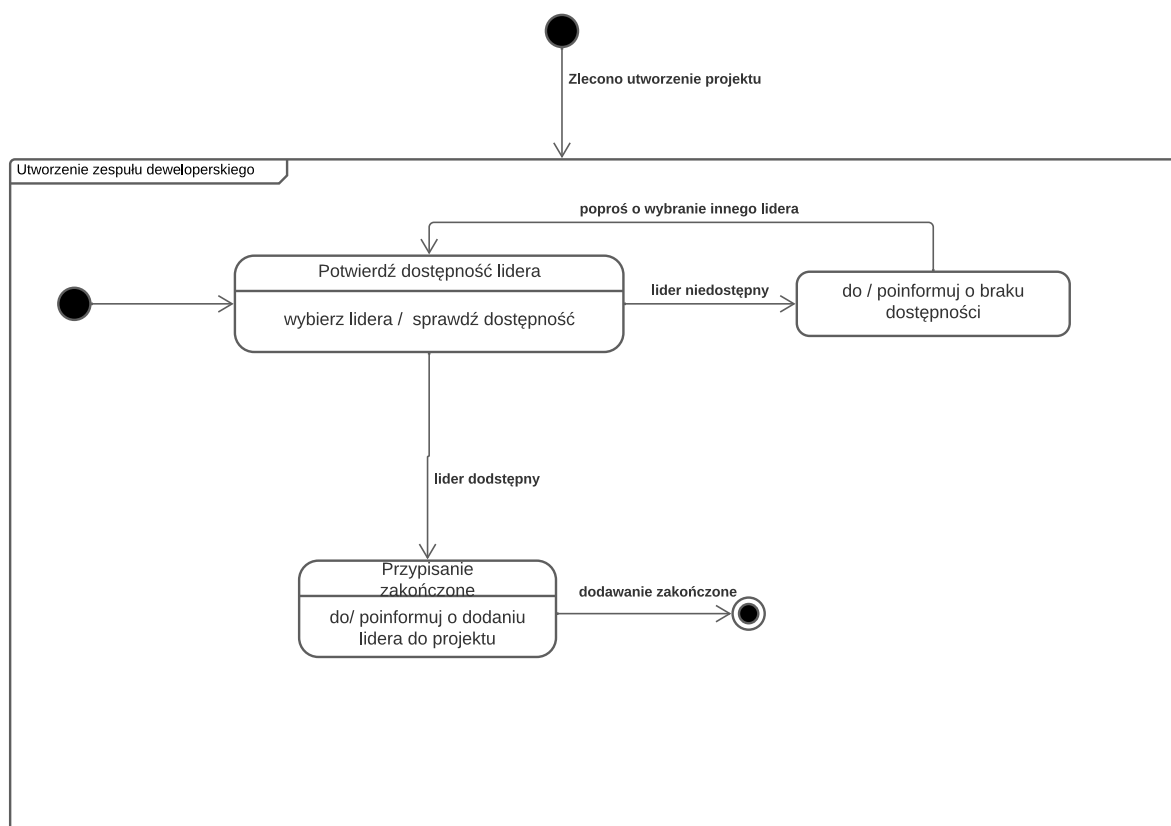 Zlecono utworzenie projektu
Utworzenie zespułu deweloperskiego
poproś o wybranie innego lidera
Potwierdź dostępność lidera
wybierz lidera /  sprawdź dostępność
lider niedostępny
do / poinformuj o braku
dostępności
lider dodstępny
Przypisanie
zakończone
do/ poinformuj o dodaniu
lidera do projektu
dodawanie zakończone